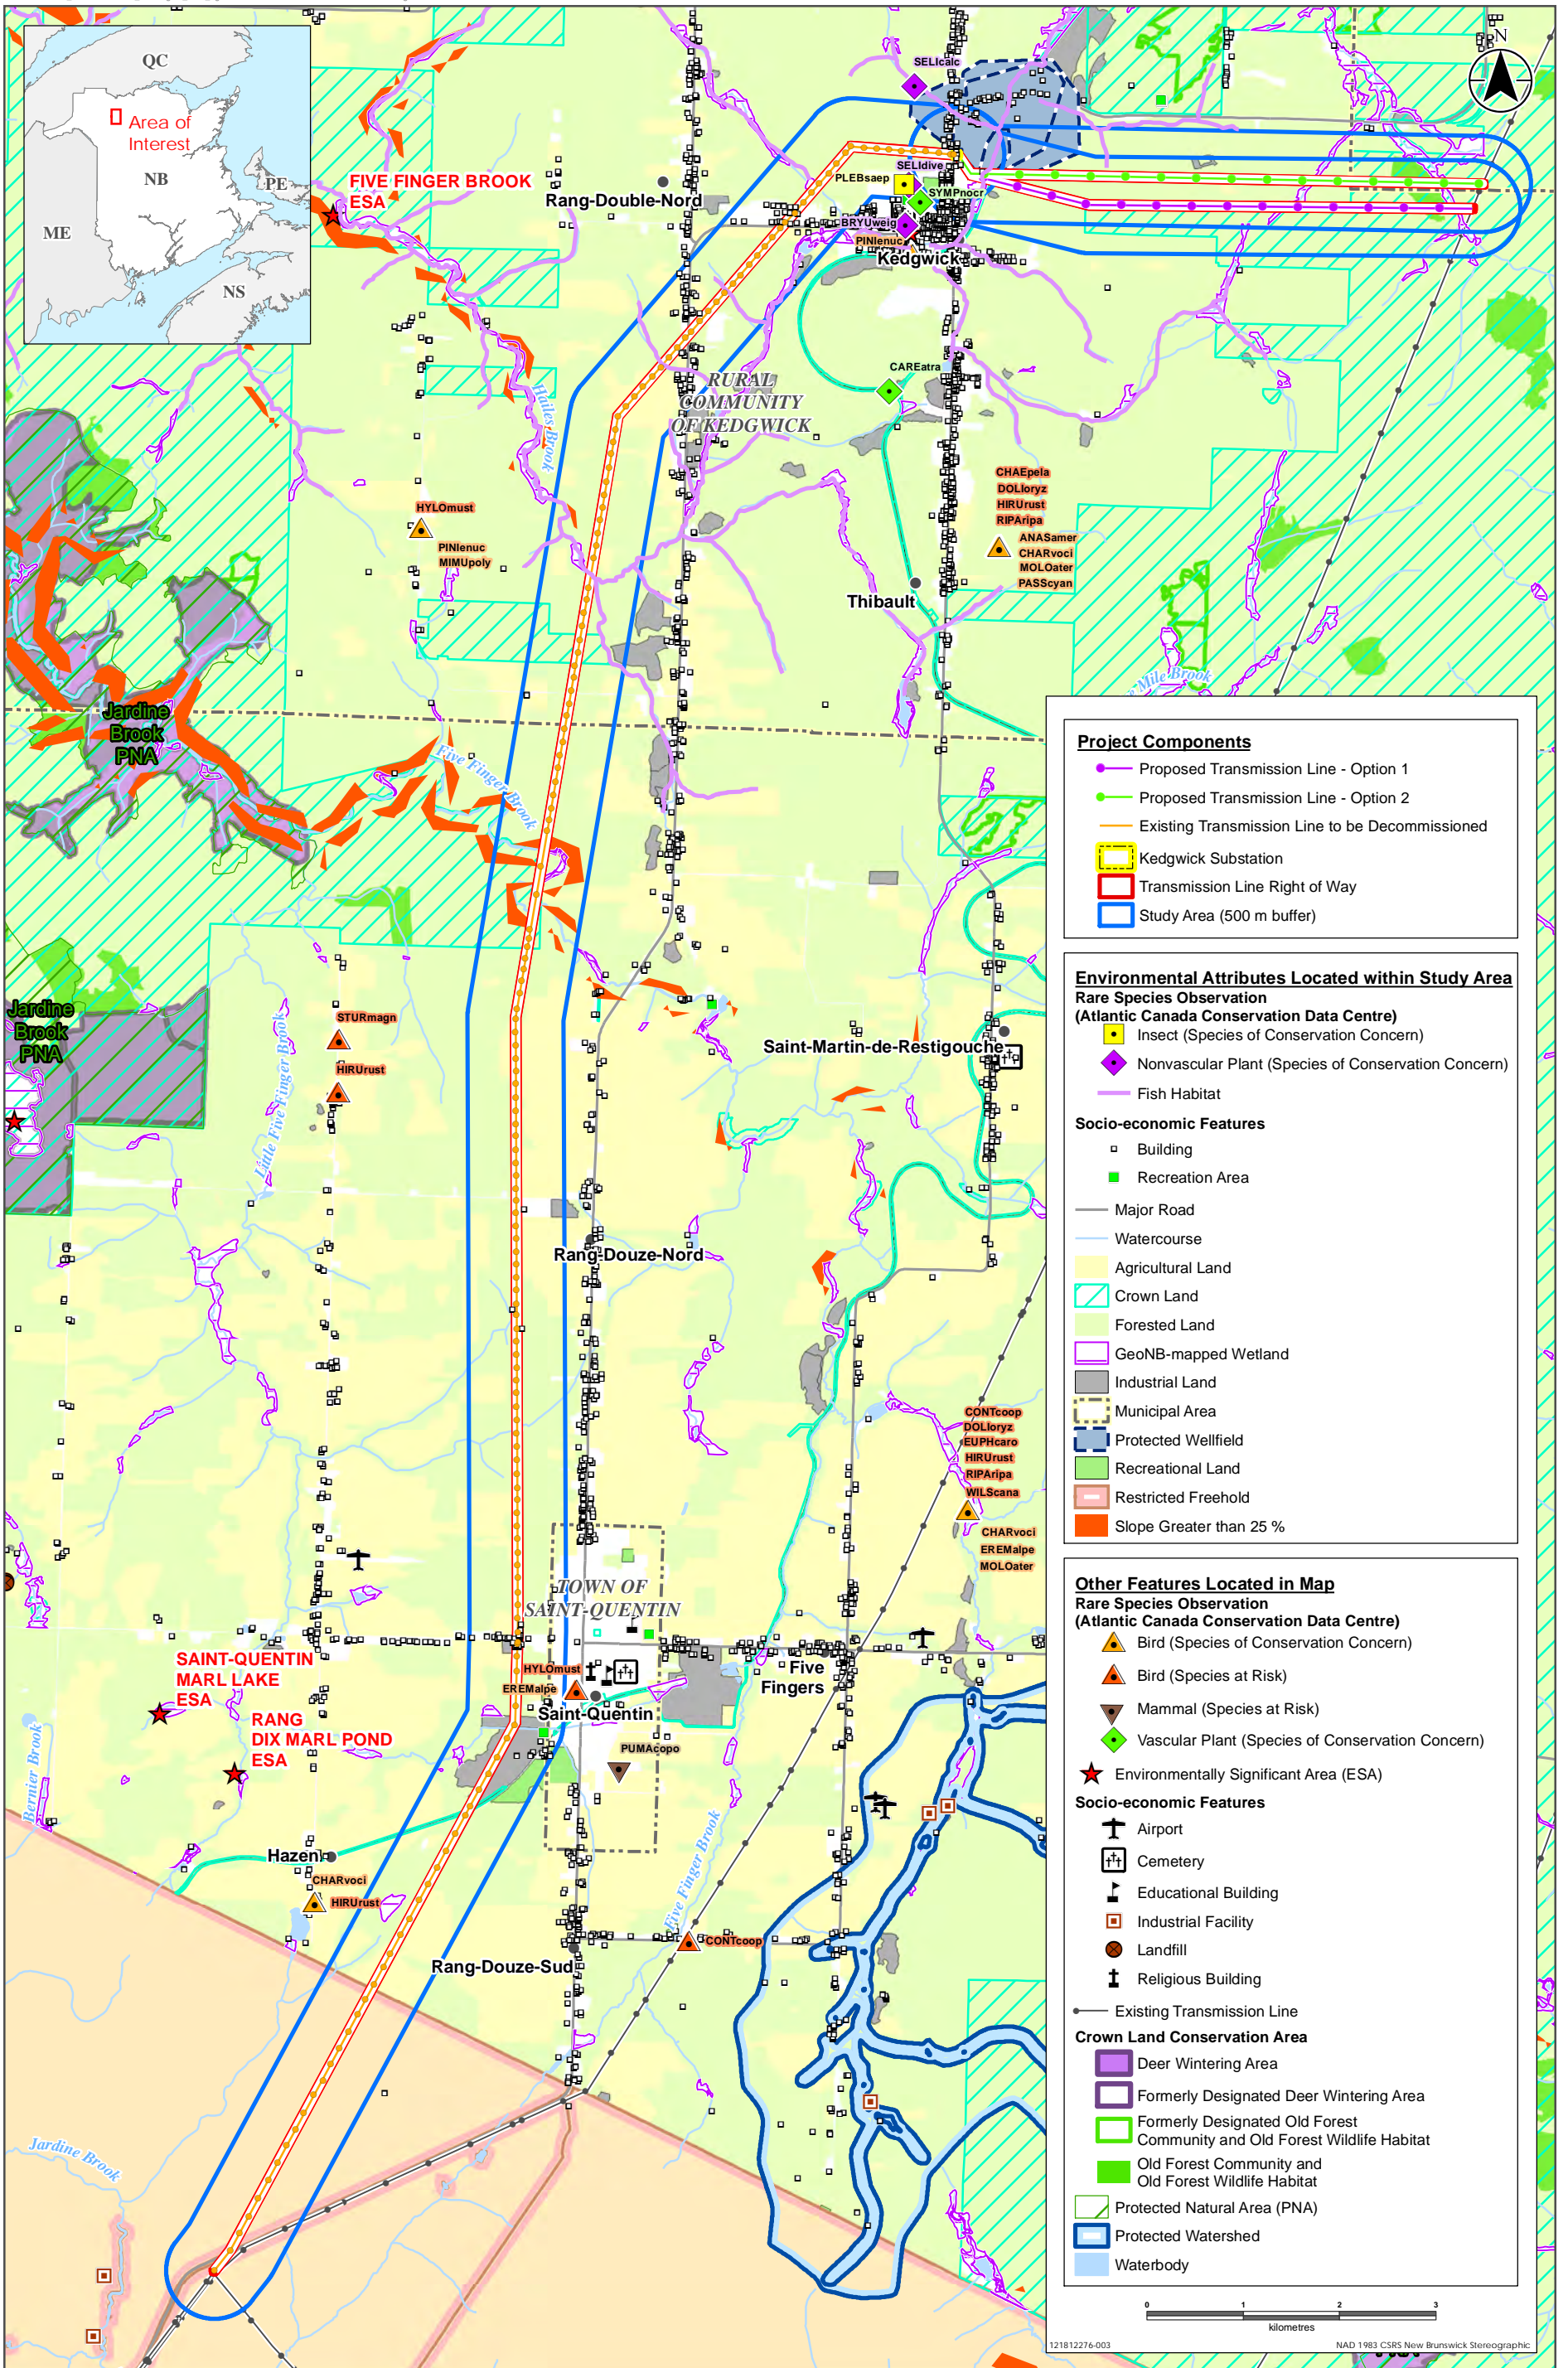 QC
Area of
Interest
NB
PE
ME
NS
N
FIVE FINGER BROOK
ESA
SELIcalc
SELIdive
PLEBsaep
SYMPnocr
BRYUweig
PINIenuc
Kedgwick
Rang-Double-Nord
RURAL
COMMUNITY
OF KEDGWICK
CAREatra
Hailes Brook
HYLOmust
PINIenuc
MIMUpoly
CHAEpela
DOLIoryz
HIRUrust
RIPAripa
ANASamer
CHARvoci
MOLOater
PASScyan
Thibault
Mile Brook
Jardine
Brook
PNA
Five Finger Brook
Jardine
Brook
PNA
STURmagn
HIRUrust
Little Five Finger Brook
Saint-Martin-de-Restigouche
Rang-Douze-Nord
CONTcoop
DOLIoryz
EUPHcaro
HIRUrust
RIPAripa
WILScana
CHARvoci
EREMalpe
MOLOater
TOWN OF
SAINT-QUENTIN
SAINT-QUENTIN
MARL LAKE
ESA
RANG
DIX MARL POND
ESA
HYLOmust
EREMalpe
Saint-Quentin
Five
Fingers
PUMAcopo
Bernier Brook
Hazen
CHARvoci
HIRUrust
Five Finger Brook
CONTcoop
Rang-Douze-Sud
Jardine Brook
Project Components
Proposed Transmission Line - Option 1
Proposed Transmission Line - Option 2
Existing Transmission Line to be Decommissioned
Kedgwick Substation
Transmission Line Right of Way
Study Area (500 m buffer)
Environmental Attributes Located within Study Area
Rare Species Observation
(Atlantic Canada Conservation Data Centre)
Insect (Species of Conservation Concern)
Nonvascular Plant (Species of Conservation Concern)
Fish Habitat
Socio-economic Features
Building
Recreation Area
Major Road
Watercourse
Agricultural Land
Crown Land
Forested Land
GeoNB-mapped Wetland
Industrial Land
Municipal Area
Protected Wellfield
Recreational Land
Restricted Freehold
Slope Greater than 25 %
Other Features Located in Map
Rare Species Observation
(Atlantic Canada Conservation Data Centre)
Bird (Species of Conservation Concern)
Bird (Species at Risk)
Mammal (Species at Risk)
Vascular Plant (Species of Conservation Concern)
Environmentally Significant Area (ESA)
Socio-economic Features
Airport
Cemetery
Educational Building
Industrial Facility
Landfill
Religious Building
Existing Transmission Line
Crown Land Conservation Area
Deer Wintering Area
Formerly Designated Deer Wintering Area
Formerly Designated Old Forest
Community and Old Forest Wildlife Habitat
Old Forest Community and
Old Forest Wildlife Habitat
Protected Natural Area (PNA)
Protected Watershed
Waterbody
0 1 2 3
kilometres
121812276-003
NAD 1983 CSRS New Brunswick Stereographic